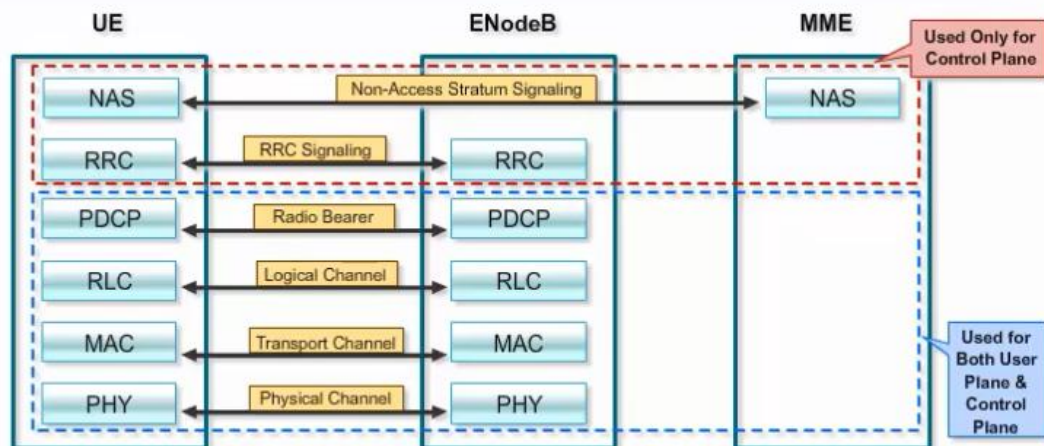 UE
ENodeB
MME
Used Only for
Control Plane
NAS
Non-Access Stratum Signaling
NAS
RRC
RRC Signaling
RRC
PDCP
Radio Bearer
PDCP
RLC
Logical Channel
RLC
MAC
Transport Channel
MAC
PHY
Physical Channel
PHY
Used for
Both User
Plane &
Control
Plane